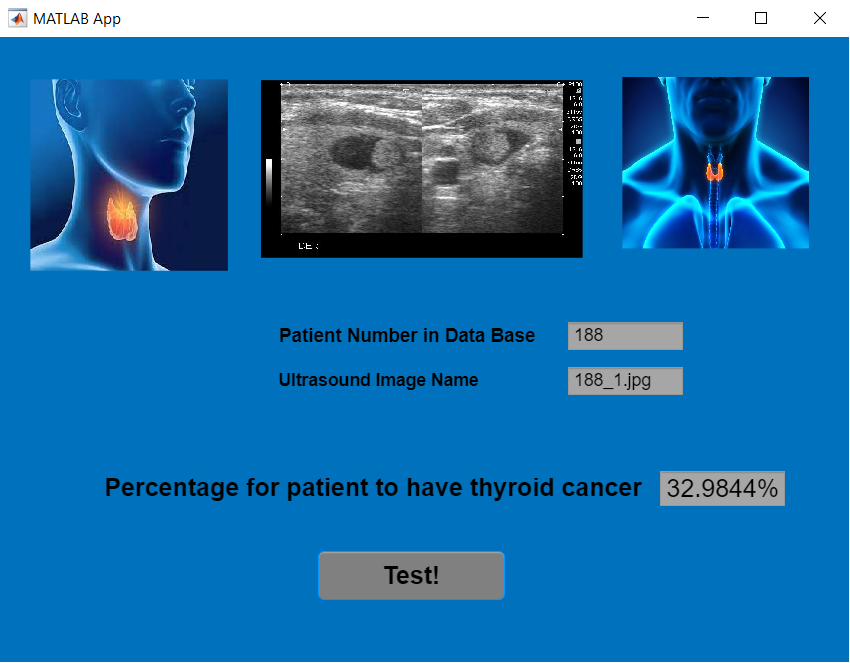 MATLAB App
DER
Patient Number in Data Base 188
Ultrasound Image Name 188_1.jpg
Percentage for patient to have thyroid cancer 32.9844%
Test!